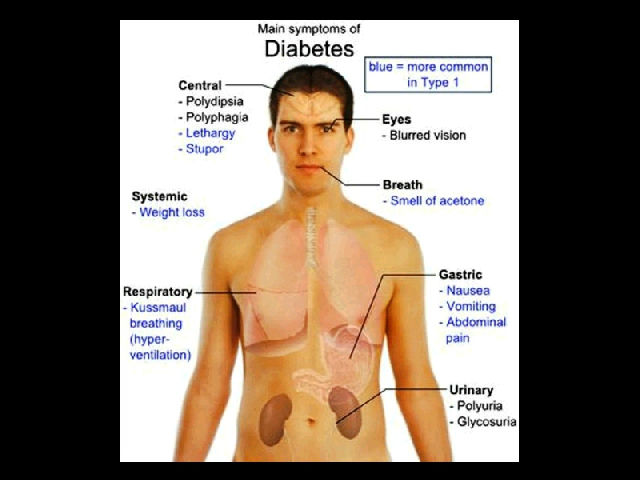 Main symptoms of
Diabetes
blue = more common
in Type 1
Central
- Polydipsia
- Polyphagia
- Lethargy
- Stupor
Eyes
- Blurred vision
Breath
- Smell of acetone
Systemic
- Weight loss
Respiratory
- Kussmaul
breathing
(hyper-
ventilation)
Gastric
- Nausea
- Vomiting
- Abdominal
pain
Urinary
- Polyuria
- Glycosuria